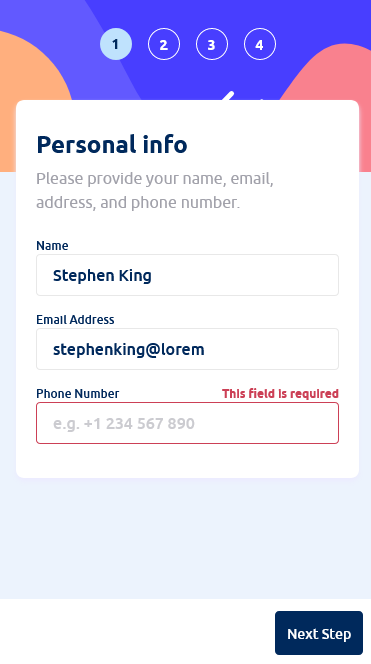 1 2 3 4
Personal info
Please provide your name, email,
address, and phone number.
Name
Stephen King
Email Address
stephenking@lorem
Phone Number This field is required
e.g. +1 234 567 890
Next Step